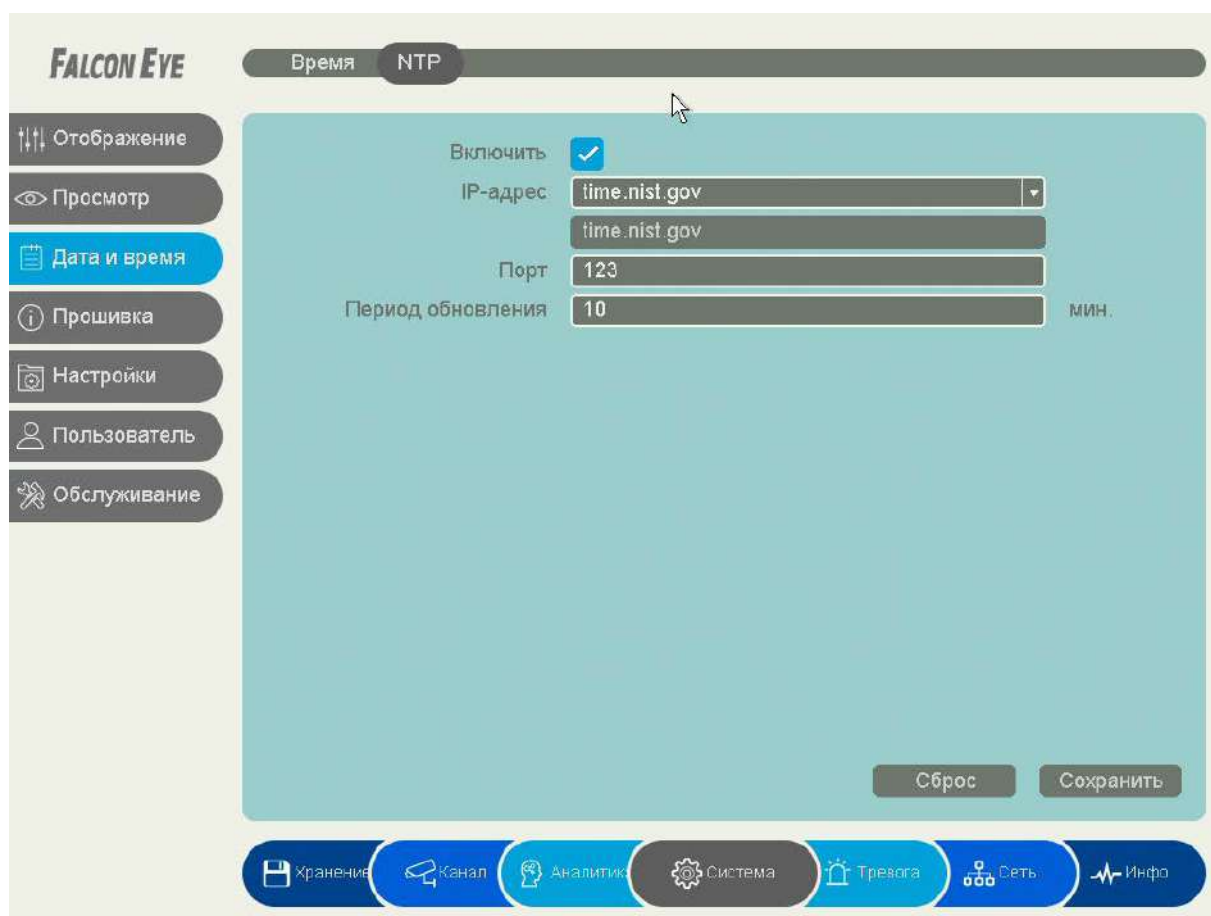 FALCON EYE
Время NTP
Отображение
Просмотр
Дата и время
Прошивка
Настройки
Пользователь
Обслуживание
Включить
IP-адрес time.nist.gov
time.nist.gov
Порт 123
Период обновления 10 мин.
Сброс Сохранить
Хранение Канал Аналитик Система Тревога Сеть Инфо